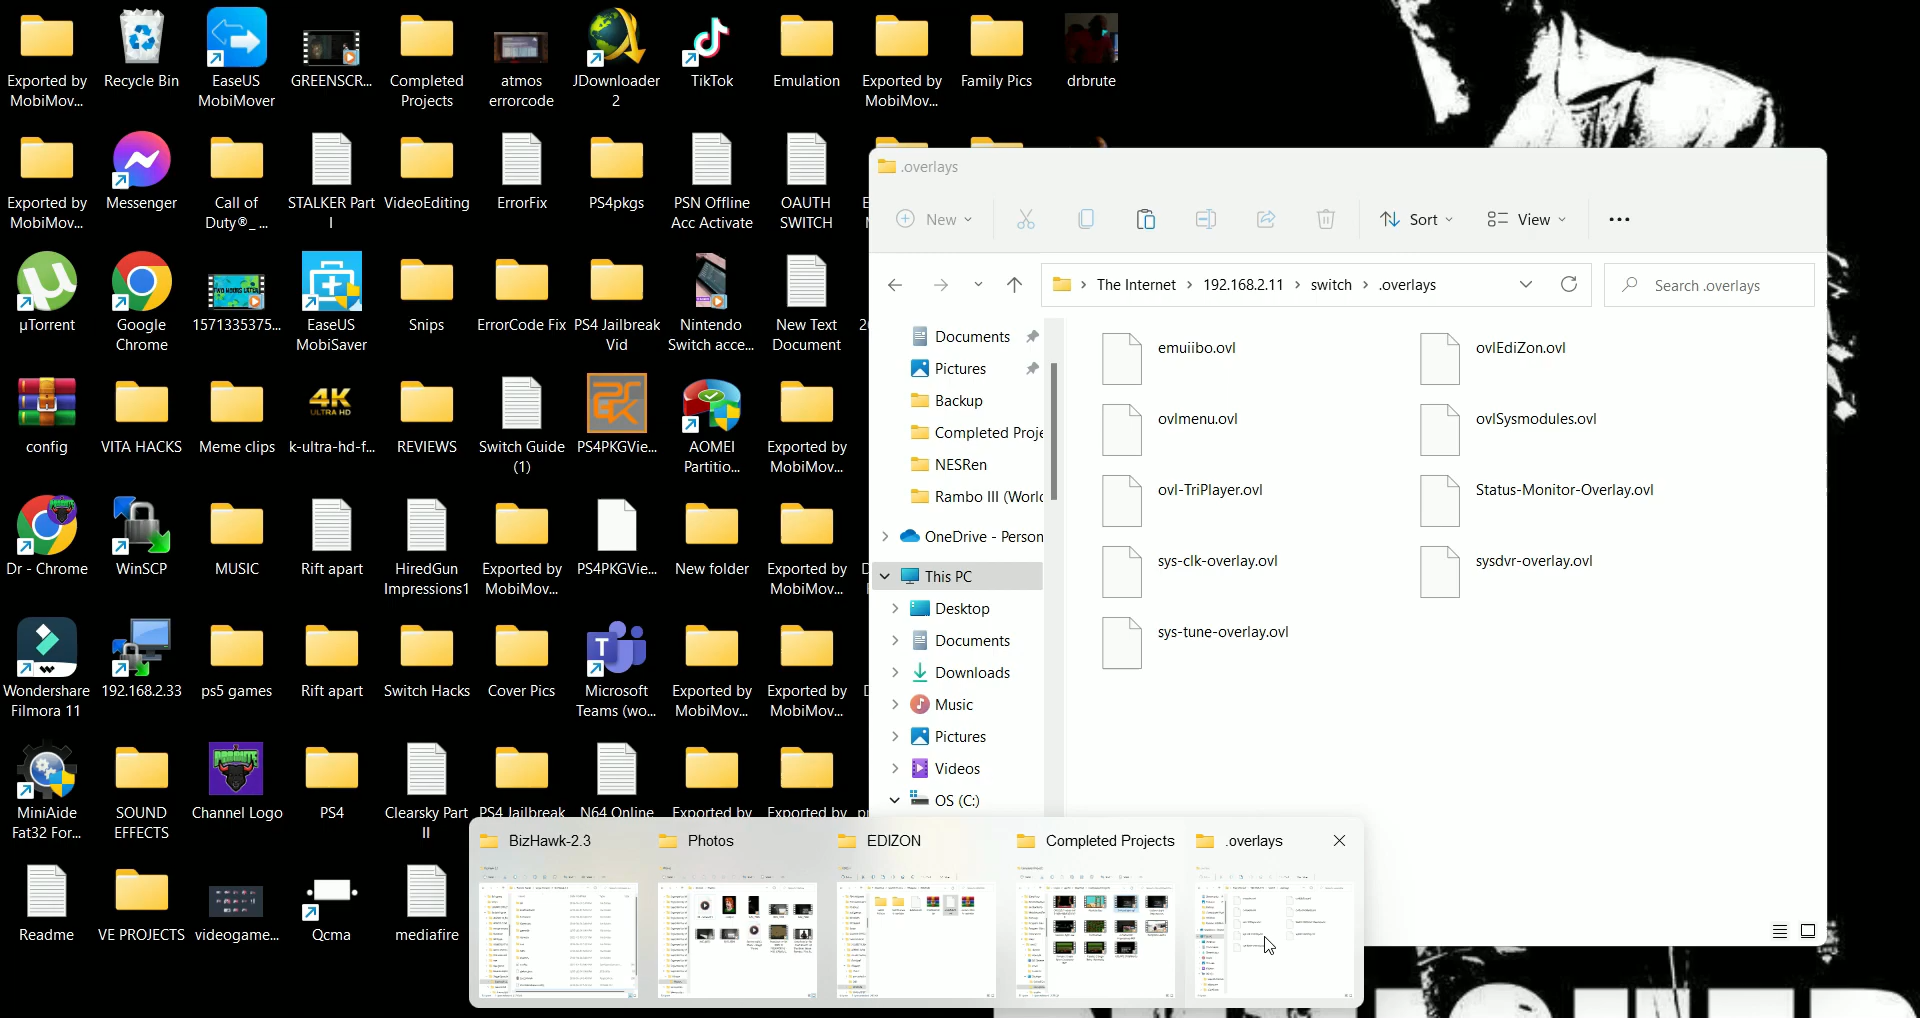 Exported by
MobiMov...
Recycle Bin
EaseUS
MobiMover
GREENSCR...
Completed
Projects
atmos
errorcode
JDownloader
2
TikTok
Emulation
Exported by
MobiMov...
Family Pics
drbrute
Exported by
MobiMov...
Messenger
Call of
Duty®_ ...
STALKER Part
I
VideoEditing
ErrorFix
PS4pkgs
PSN Offline
Acc Activate
OAUTH
SWITCH
µTorrent
Google
Chrome
1571335375...
EaseUS
MobiSaver
Snips
ErrorCode Fix
PS4 Jailbreak
Vid
Nintendo
Switch acce...
New Text
Document
config
VITA HACKS
Meme clips
4K
ULTRA HD
k-ultra-hd-f...
REVIEWS
Switch Guide
(1)
PS4PKGVie...
AOMEI
Partitio...
Exported by
MobiMov...
Dr - Chrome
WinSCP
MUSIC
Rift apart
HiredGun
Impressions1
Exported by
MobiMov...
PS4PKGVie...
New folder
Exported by
MobiMov...
Wondershare
Filmora 11
192.168.2.33
ps5 games
Rift apart
Switch Hacks
Cover Pics
Microsoft
Teams (wo...
Exported by
MobiMov...
Exported by
MobiMov...
MiniAide
Fat32 For...
SOUND
EFFECTS
Channel Logo
PS4
Clearsky Part
II
PS4 Jailbreak
N64 Online
Exported by
Exported by
Readme
VE PROJECTS
videogame...
Qcma
mediafire
.overlays
New
Sort
View
The Internet > 192.168.2.11 > switch > .overlays
Search .overlays
Documents
Pictures
Backup
Completed Proje
NESRen
Rambo III (Worl
OneDrive - Person
This PC
Desktop
Documents
Downloads
Music
Pictures
Videos
OS (C:)
emuiibo.ovl
ovlEdiZon.ovl
ovlmenu.ovl
ovlSysmodules.ovl
ovl-TriPlayer.ovl
Status-Monitor-Overlay.ovl
sys-clk-overlay.ovl
sysdvr-overlay.ovl
sys-tune-overlay.ovl
BizHawk-2.3
Photos
EDIZON
Completed Projects
.overlays